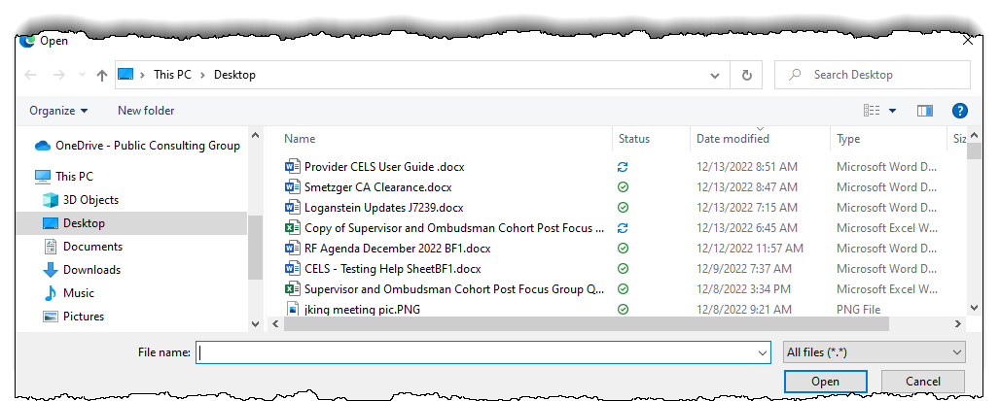 Open
This PC > Desktop
Search Desktop
Organize New folder
Name Status Date modified Type Siz
OneDrive - Public Consulting Group
This PC
3D Objects
Desktop
Documents
Downloads
Music
Pictures
Provider CELS User Guide .docx 12/13/2022 8:51 AM Microsoft Word D...
Smetzger CA Clearance.docx 12/13/2022 8:47 AM Microsoft Word D...
Loganstein Updates J7239.docx 12/13/2022 7:15 AM Microsoft Word D...
Copy of Supervisor and Ombudsman Cohort Post Focus ... 12/13/2022 6:45 AM Microsoft Excel W...
RF Agenda December 2022 BF1.docx 12/12/2022 11:57 AM Microsoft Word D...
CELS - Testing Help SheetBF1.docx 12/9/2022 7:37 AM Microsoft Word D...
Supervisor and Ombudsman Cohort Post Focus Group Q... 12/8/2022 3:34 PM Microsoft Excel W...
jking meeting pic.PNG 12/8/2022 9:21 AM PNG File
File name: All files (*.*)
Open Cancel